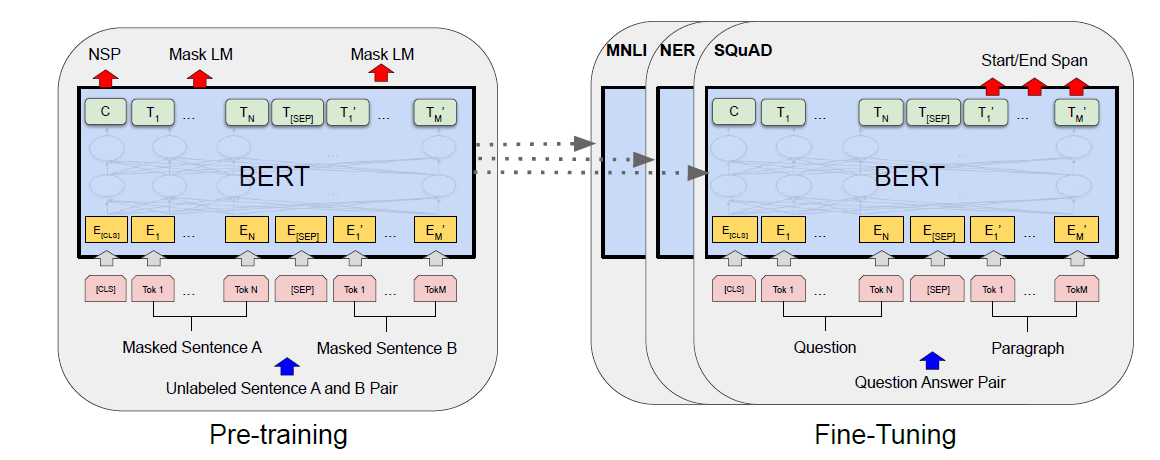 NSP Mask LM Mask LM
C T1 ... TN T[SEP] T1' ... TM'
...
BERT
...
E[CLS] E1 ... EN E[SEP] E1' ... EM'
[CLS] Tok 1 ... Tok N [SEP] Tok 1 ... TokM
Masked Sentence A Masked Sentence B
Unlabeled Sentence A and B Pair
Pre-training
MNLI NER SQuAD
Start/End Span
C T1 ... TN T[SEP] T1' ... TM'
...
BERT
...
E[CLS] E1 ... EN E[SEP] E1' ... EM'
[CLS] Tok 1 ... Tok N [SEP] Tok 1 ... TokM
Question Paragraph
Question Answer Pair
Fine-Tuning